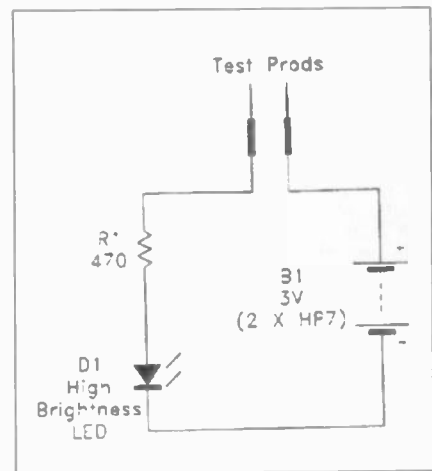 Test Prods
R1
470
B1
3V
(2 X HP7)
+
-
D1
High
Brightness
LED